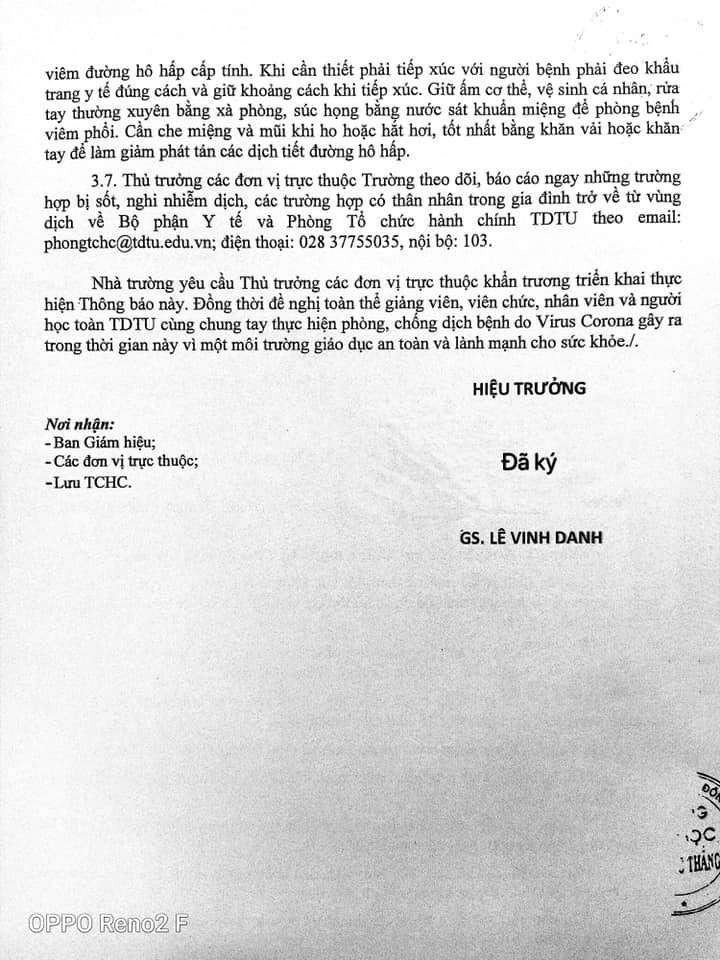 viêm đường hô hấp cấp tính. Khi cần thiết phải tiếp xúc với người bệnh phải đeo khẩu
trang y tế đúng cách và giữ khoảng cách khi tiếp xúc. Giữ ấm cơ thể, vệ sinh cá nhân, rửa
tay thường xuyên bằng xà phòng, súc họng bằng nước sát khuẩn miệng để phòng bệnh
viêm phổi. Cần che miệng và mũi khi ho hoặc hắt hơi, tốt nhất bằng khăn vải hoặc khăn
tay để làm giảm phát tán các dịch tiết đường hô hấp.
3.7. Thủ trưởng các đơn vị trực thuộc Trường theo dõi, báo cáo ngay những trường
hợp bị sốt, nghi nhiễm dịch, các trường hợp có thân nhân trong gia đình trở về từ vùng
dịch về Bộ phận Y tế và Phòng Tổ chức hành chính TDTU theo email:
phongtchc@tdtu.edu.vn; điện thoại: 028 37755035, nội bộ: 103.
Nhà trường yêu cầu Thủ trưởng các đơn vị trực thuộc khẩn trương triển khai thực
hiện Thông báo này. Đồng thời đề nghị toàn thể giảng viên, viên chức, nhân viên và người
học toàn TDTU cùng chung tay thực hiện phòng, chống dịch bệnh do Virus Corona gây ra
trong thời gian này vì một môi trường giáo dục an toàn và lành mạnh cho sức khỏe./.
HIỆU TRƯỞNG
Nơi nhận:
- Ban Giám hiệu;
- Các đơn vị trực thuộc;
- Lưu TCHC.
Đã ký
GS. LÊ VINH DANH
THẮNG
OPPO Reno2 F